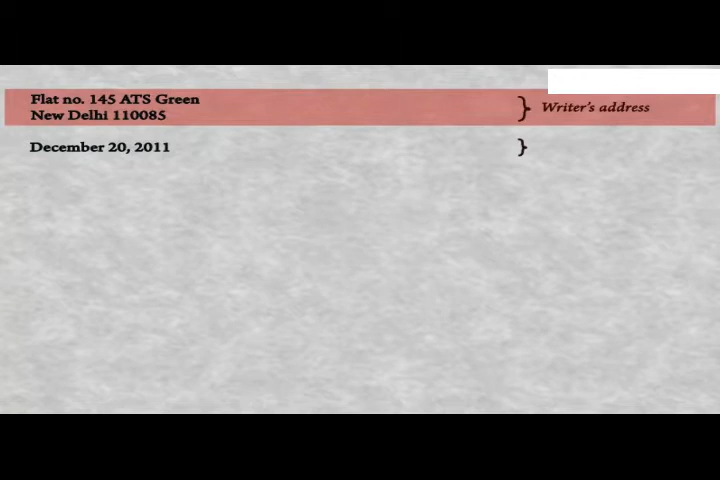 Flat no. 145 ATS Green
New Delhi 110085
} Writer's address
December 20, 2011 }